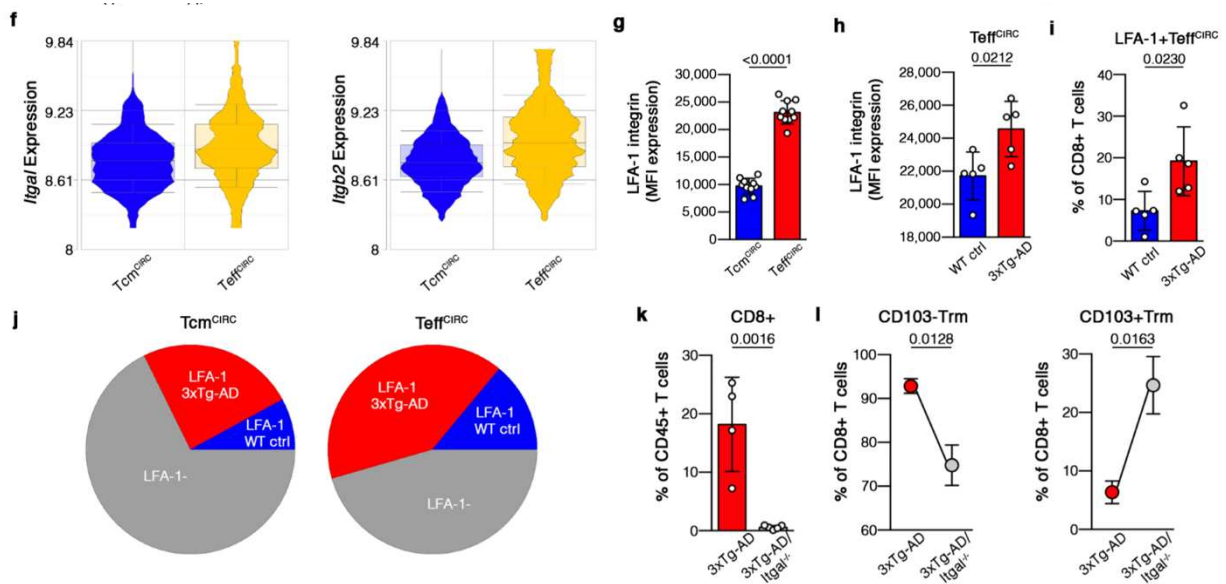 f
9.84
9.23
8.61
8
Itgal Expression
TcmCIRC
TeffCIRC
9.84
9.23
8.61
8
Itgb2 Expression
TcmCIRC
TeffCIRC
g
<0.0001
30,000
25,000
20,000
15,000
10,000
5,000
0
LFA-1 integrin
(MFI expression)
TcmCIRC
TeffCIRC
h
TeffCIRC
0.0212
28,000
26,000
24,000
22,000
20,000
18,000
LFA-1 integrin
(MFI expression)
WT ctrl
3xTg-AD
i
LFA-1+TeffCIRC
0.0230
40
30
20
10
0
% of CD8+ T cells
WT ctrl
3xTg-AD
j
TcmCIRC
LFA-1
3xTg-AD
LFA-1
WT ctrl
LFA-1-
TeffCIRC
LFA-1
3xTg-AD
LFA-1
WT ctrl
LFA-1-
k
CD8+
0.0016
30
20
10
0
% of CD45+ T cells
3xTg-AD
3xTg-AD/
Itgal-/-
l
CD103-Trm
0.0128
100
90
80
70
60
% of CD8+ T cells
3xTg-AD
3xTg-AD/
Itgal-/-
CD103+Trm
0.0163
30
20
10
0
% of CD8+ T cells
3xTg-AD
3xTg-AD/
Itgal-/-